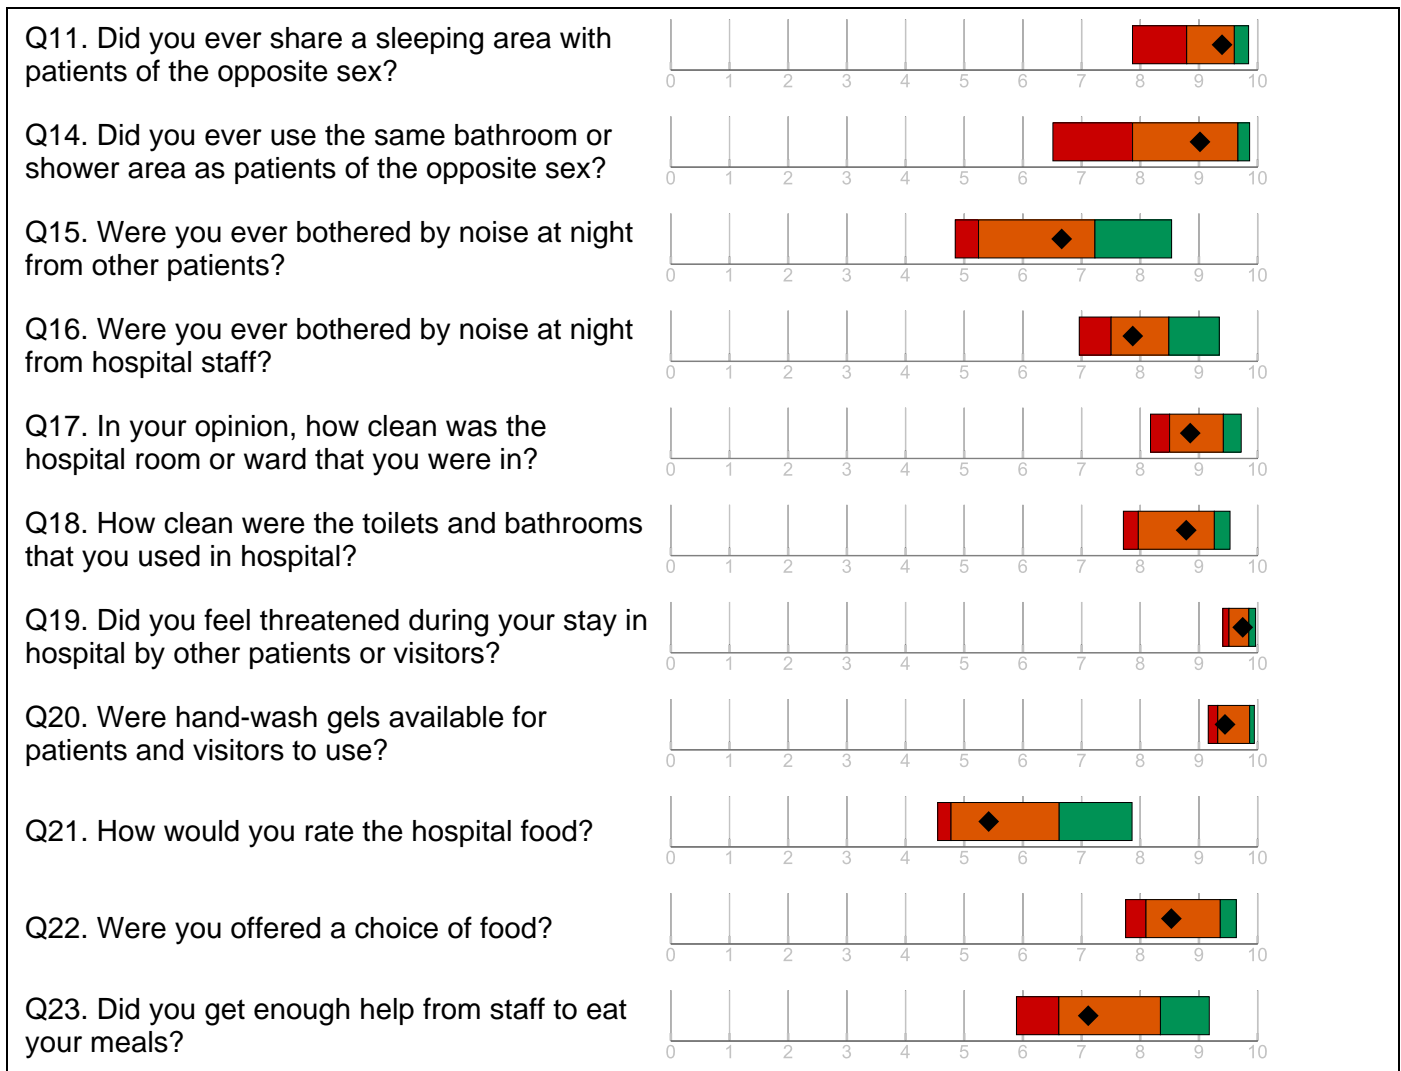 Q11. Did you ever share a sleeping area with
patients of the opposite sex?
0 1 2 3 4 5 6 7 8 9 10
Q14. Did you ever use the same bathroom or
shower area as patients of the opposite sex?
0 1 2 3 4 5 6 7 8 9 10
Q15. Were you ever bothered by noise at night
from other patients?
0 1 2 3 4 5 6 7 8 9 10
Q16. Were you ever bothered by noise at night
from hospital staff?
0 1 2 3 4 5 6 7 8 9 10
Q17. In your opinion, how clean was the
hospital room or ward that you were in?
0 1 2 3 4 5 6 7 8 9 10
Q18. How clean were the toilets and bathrooms
that you used in hospital?
0 1 2 3 4 5 6 7 8 9 10
Q19. Did you feel threatened during your stay in
hospital by other patients or visitors?
0 1 2 3 4 5 6 7 8 9 10
Q20. Were hand-wash gels available for
patients and visitors to use?
0 1 2 3 4 5 6 7 8 9 10
Q21. How would you rate the hospital food?
0 1 2 3 4 5 6 7 8 9 10
Q22. Were you offered a choice of food?
0 1 2 3 4 5 6 7 8 9 10
Q23. Did you get enough help from staff to eat
your meals?
0 1 2 3 4 5 6 7 8 9 10